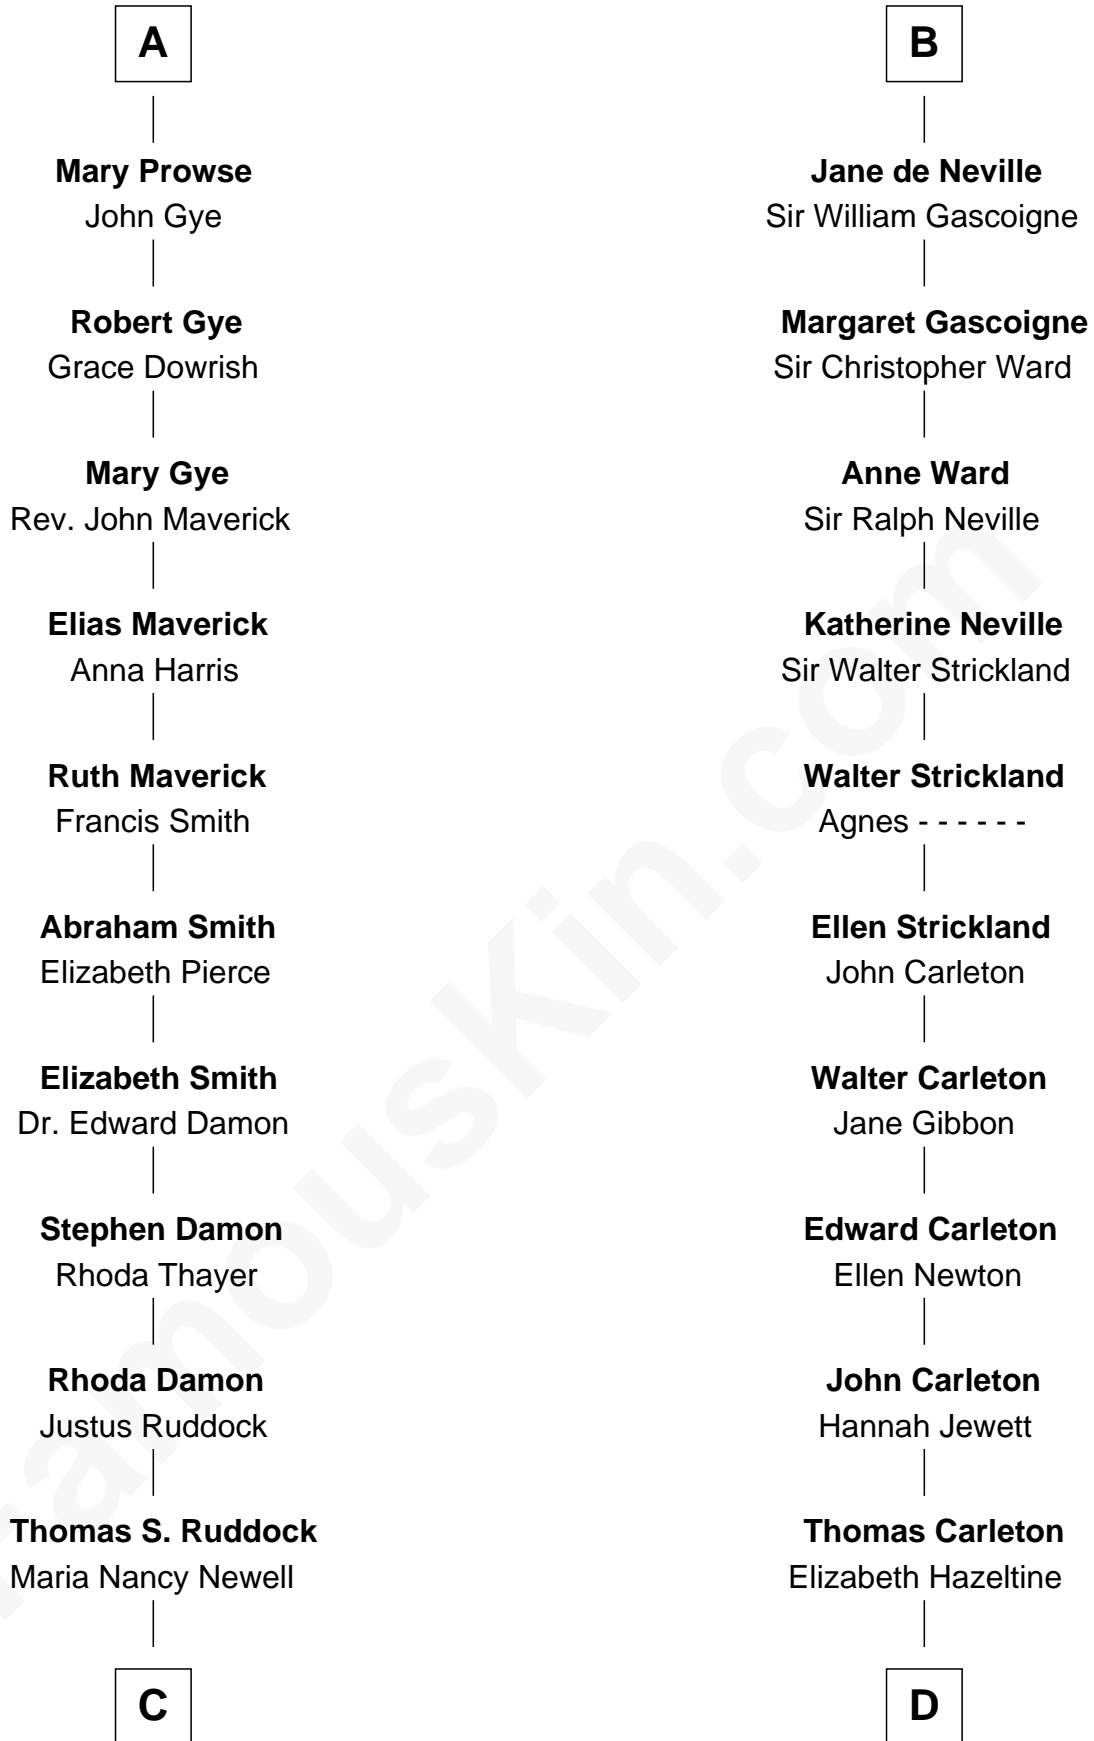 A
Mary Prowse
John Gye
Robert Gye
Grace Dowrish
Mary Gye
Rev. John Maverick
Elias Maverick
Anna Harris
Ruth Maverick
Francis Smith
Abraham Smith
Elizabeth Pierce
Elizabeth Smith
Dr. Edward Damon
Stephen Damon
Rhoda Thayer
Rhoda Damon
Justus Ruddock
Thomas S. Ruddock
Maria Nancy Newell
C
B
Jane de Neville
Sir William Gascoigne
Margaret Gascoigne
Sir Christopher Ward
Anne Ward
Sir Ralph Neville
Katherine Neville
Sir Walter Strickland
Walter Strickland
Agnes - - - - - -
Ellen Strickland
John Carleton
Walter Carleton
Jane Gibbon
Edward Carleton
Ellen Newton
John Carleton
Hannah Jewett
Thomas Carleton
Elizabeth Hazeltine
D
FamousKin.com